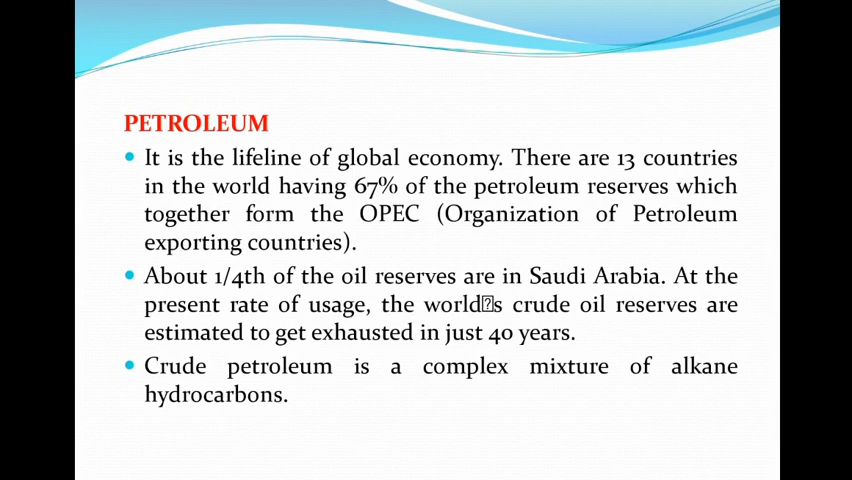 PETROLEUM
• It is the lifeline of global economy. There are 13 countries
in the world having 67% of the petroleum reserves which
together form the OPEC (Organization of Petroleum
exporting countries).
• About 1/4th of the oil reserves are in Saudi Arabia. At the
present rate of usage, the world⍰s crude oil reserves are
estimated to get exhausted in just 40 years.
• Crude petroleum is a complex mixture of alkane
hydrocarbons.